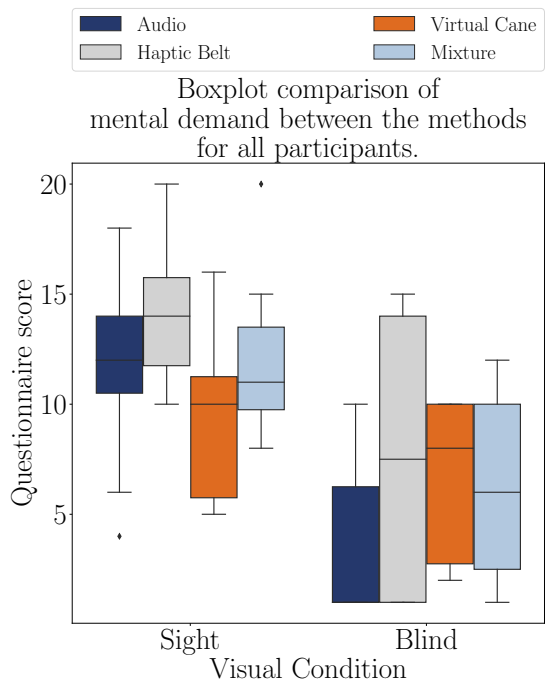 Audio
Haptic Belt
Virtual Cane
Mixture
Boxplot comparison of
mental demand between the methods
for all participants.
Questionnaire score
20
15
10
5
Sight
Blind
Visual Condition